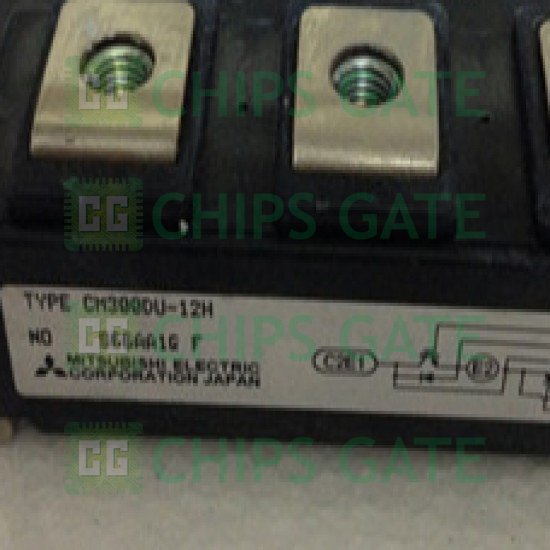 CHIPS GATE
CHIPS GATE
TYPE CM300DU-12H
NO
MITSUBISHI ELECTRIC
CORPORATION JAPAN
C2E1
E2
CHIPS GATE
CHIPS GATE